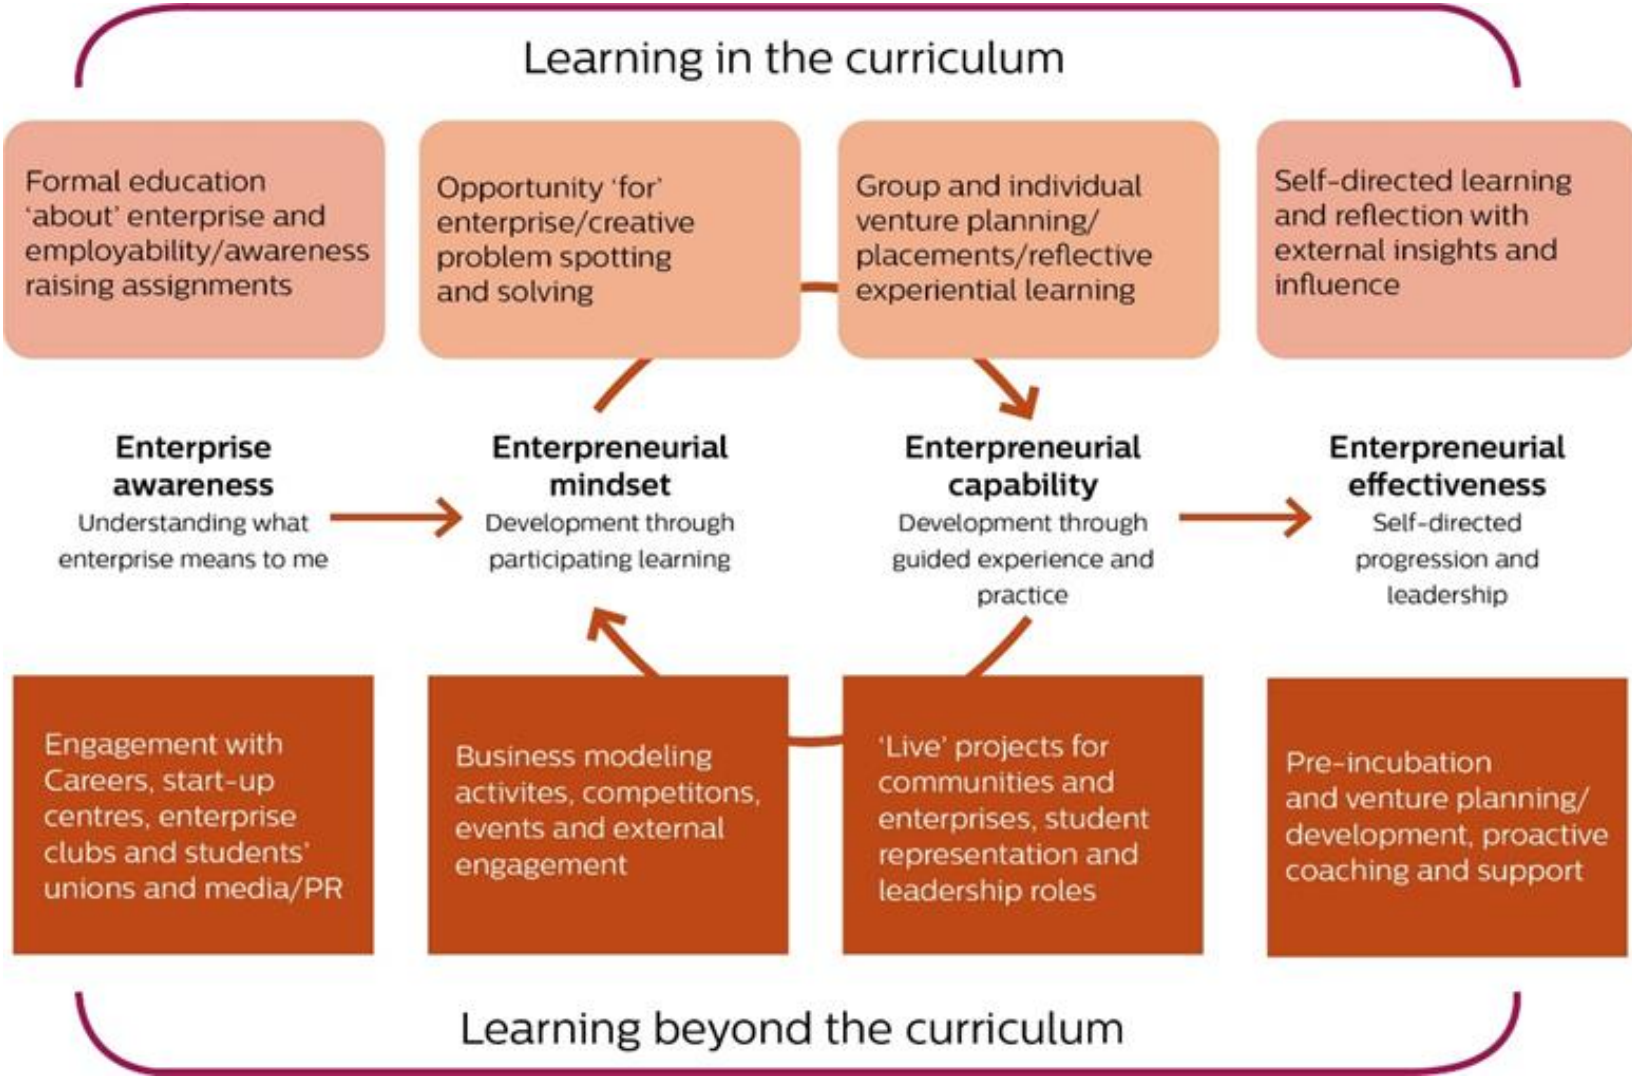 Learning in the curriculum
Formal education
‘about’ enterprise and
employability/awareness
raising assignments
Opportunity ‘for’
enterprise/creative
problem spotting
and solving
Group and individual
venture planning/
placements/reflective
experiential learning
Self-directed learning
and reflection with
external insights and
influence
Enterprise
awareness
Understanding what
enterprise means to me
Enterpreneurial
mindset
Development through
participating learning
Enterpreneurial
capability
Development through
guided experience and
practice
Enterpreneurial
effectiveness
Self-directed
progression and
leadership
Engagement with
Careers, start-up
centres, enterprise
clubs and students’
unions and media/PR
Business modeling
activites, competitons,
events and external
engagement
‘Live’ projects for
communities and
enterprises, student
representation and
leadership roles
Pre-incubation
and venture planning/
development, proactive
coaching and support
Learning beyond the curriculum